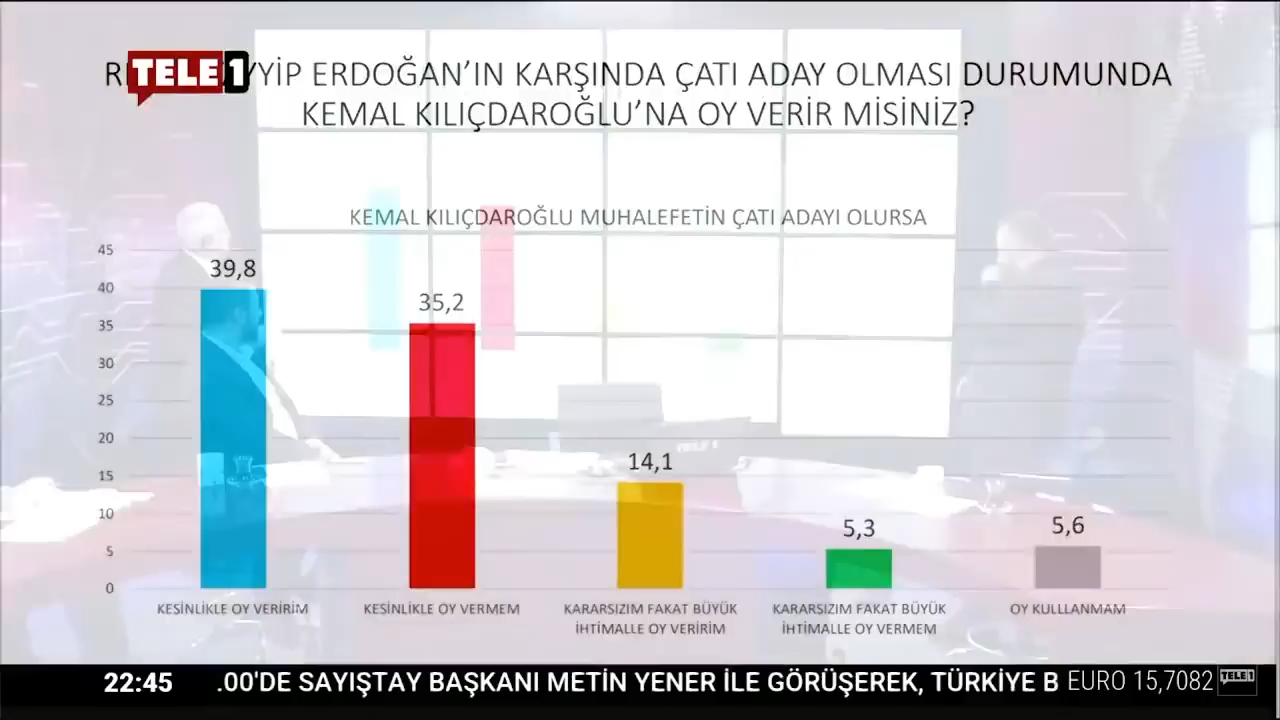 R TELE1 YYİP ERDOĞAN’IN KARŞINDA ÇATI ADAY OLMASI DURUMUNDA
KEMAL KILIÇDAROĞLU’NA OY VERİR MİSİNİZ?
KEMAL KILIÇDAROĞLU MUHALEFETİN ÇATI ADAYI OLURSA
45
40
35
30
25
20
15
10
5
0
39,8
35,2
14,1
5,3
5,6
KESİNLİKLE OY VERİRİM
KESİNLİKLE OY VERMEM
KARARSIZIM FAKAT BÜYÜK
İHTİMALLE OY VERİRİM
KARARSIZIM FAKAT BÜYÜK
İHTİMALLE OY VERMEM
OY KULLLANMAM
22:45 .00'DE SAYIŞTAY BAŞKANI METİN YENER İLE GÖRÜŞEREK, TÜRKİYE B EURO 15,7082 TELE1